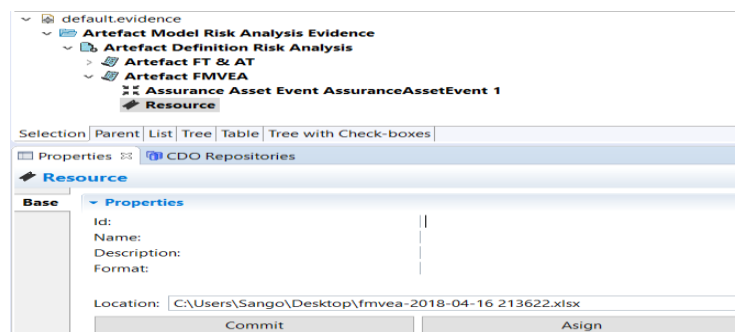 default.evidence
Artefact Model Risk Analysis Evidence
Artefact Definition Risk Analysis
Artefact FT & AT
Artefact FMVEA
Assurance Asset Event AssuranceAssetEvent 1
Resource
Selection Parent List Tree Table Tree with Check-boxes
Properties CDO Repositories
Resource
Base Properties
Id:
Name:
Description:
Format:
Location: C:\Users\Sango\Desktop\fmvea-2018-04-16 213622.xlsx
Commit Asign